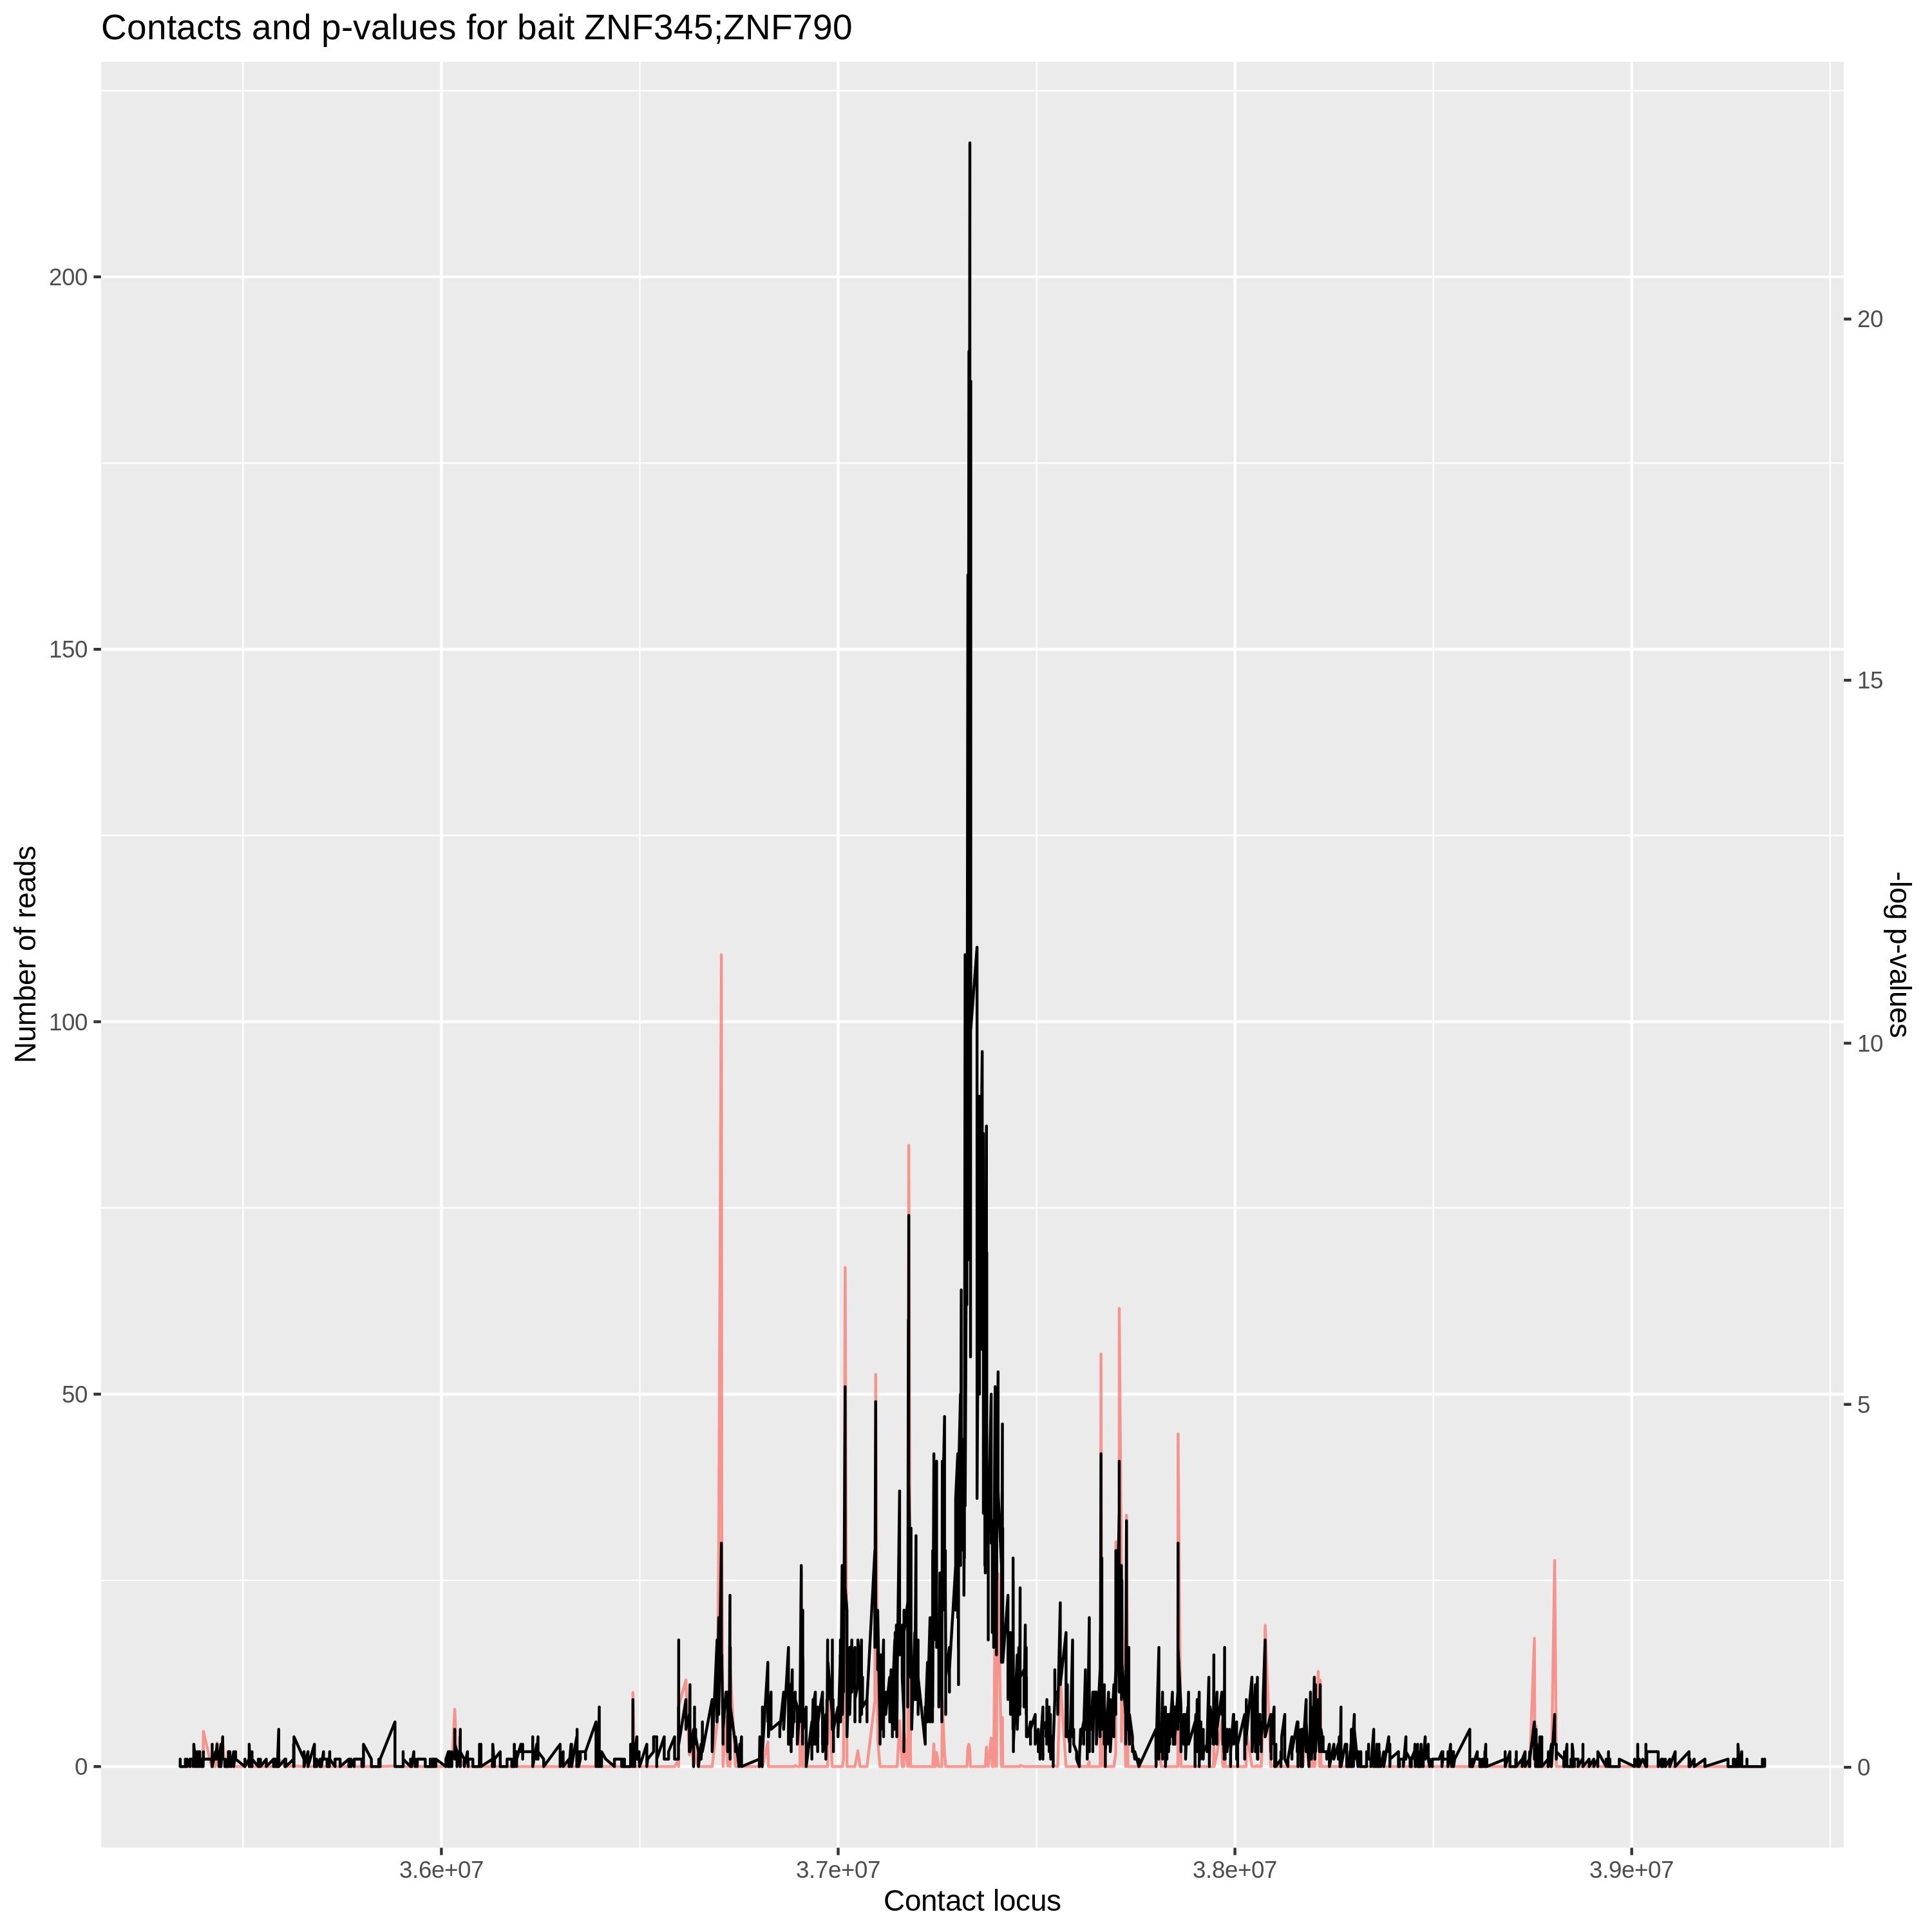 Contacts and p-values for bait ZNF345;ZNF790
200
150
100
50
0
Number of reads
20
15
10
5
0
-log p-values
3.6e+07
3.7e+07
3.8e+07
3.9e+07
Contact locus